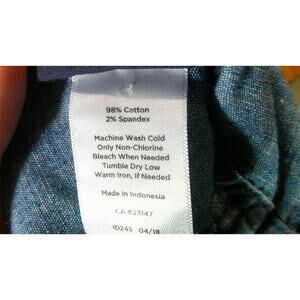 98% Cotton
2% Spandex
Machine Wash Cold
Only Non-Chlorine
Bleach When Needed
Tumble Dry Low
Warm Iron, if Needed
Made in Indonesia
CA #23147
ID245 04/18